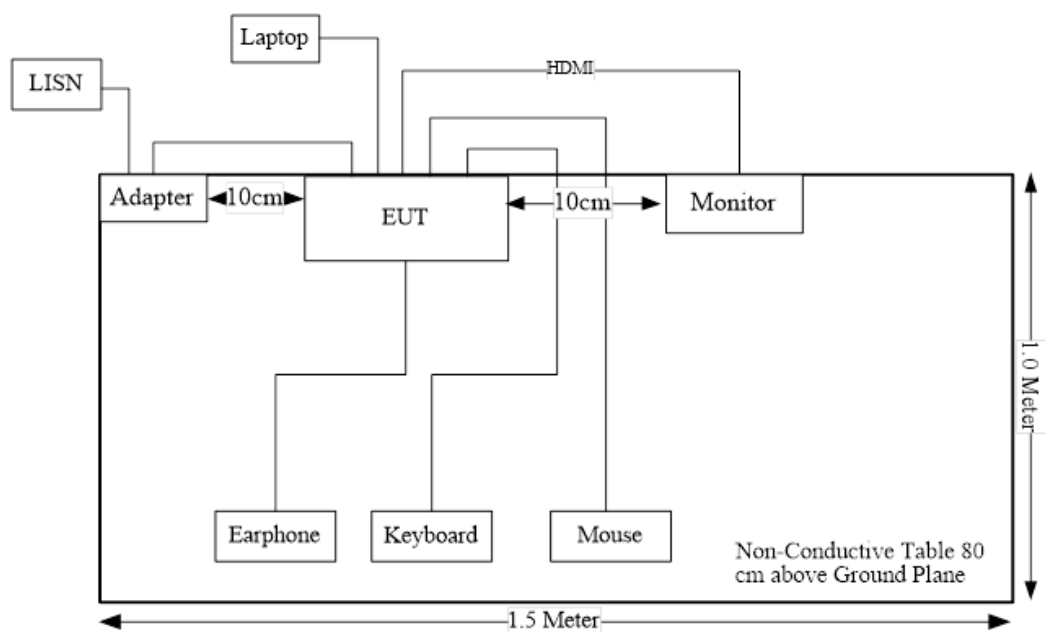 Laptop
LISN
HDMI
Adapter
10cm
EUT
10cm
Monitor
1.0 Meter
Earphone
Keyboard
Mouse
Non-Conductive Table 80
cm above Ground Plane
1.5 Meter